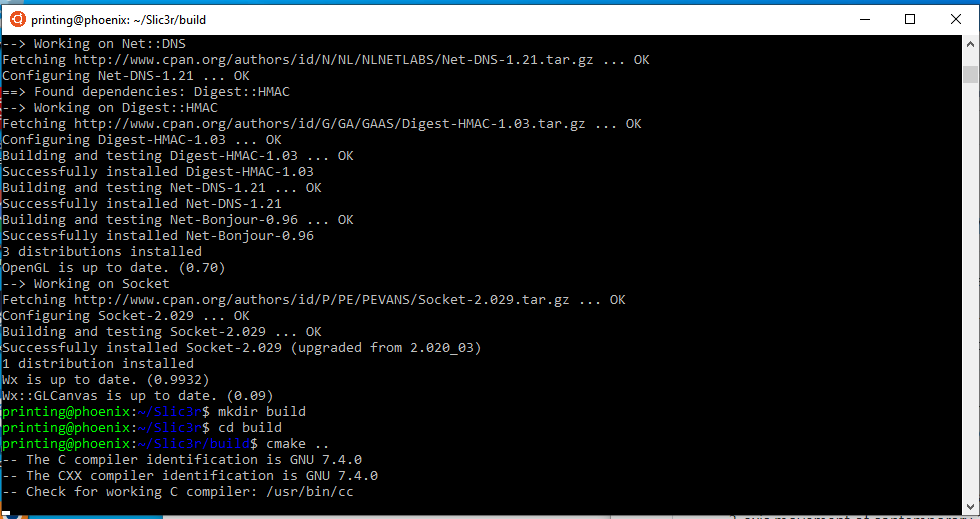 printing@phoenix: ~/Slic3r/build
--> Working on Net::DNS
Fetching http://www.cpan.org/authors/id/N/NL/NLNETLABS/Net-DNS-1.21.tar.gz ... OK
Configuring Net-DNS-1.21 ... OK
==> Found dependencies: Digest::HMAC
--> Working on Digest::HMAC
Fetching http://www.cpan.org/authors/id/G/GA/GAAS/Digest-HMAC-1.03.tar.gz ... OK
Configuring Digest-HMAC-1.03 ... OK
Building and testing Digest-HMAC-1.03 ... OK
Successfully installed Digest-HMAC-1.03
Building and testing Net-DNS-1.21 ... OK
Successfully installed Net-DNS-1.21
Building and testing Net-Bonjour-0.96 ... OK
Successfully installed Net-Bonjour-0.96
3 distributions installed
OpenGL is up to date. (0.70)
--> Working on Socket
Fetching http://www.cpan.org/authors/id/P/PE/PEVANS/Socket-2.029.tar.gz ... OK
Configuring Socket-2.029 ... OK
Building and testing Socket-2.029 ... OK
Successfully installed Socket-2.029 (upgraded from 2.020_03)
1 distribution installed
Wx is up to date. (0.9932)
Wx::GLCanvas is up to date. (0.09)
printing@phoenix:~/Slic3r$ mkdir build
printing@phoenix:~/Slic3r$ cd build
printing@phoenix:~/Slic3r/build$ cmake ..
-- The C compiler identification is GNU 7.4.0
-- The CXX compiler identification is GNU 7.4.0
-- Check for working C compiler: /usr/bin/cc